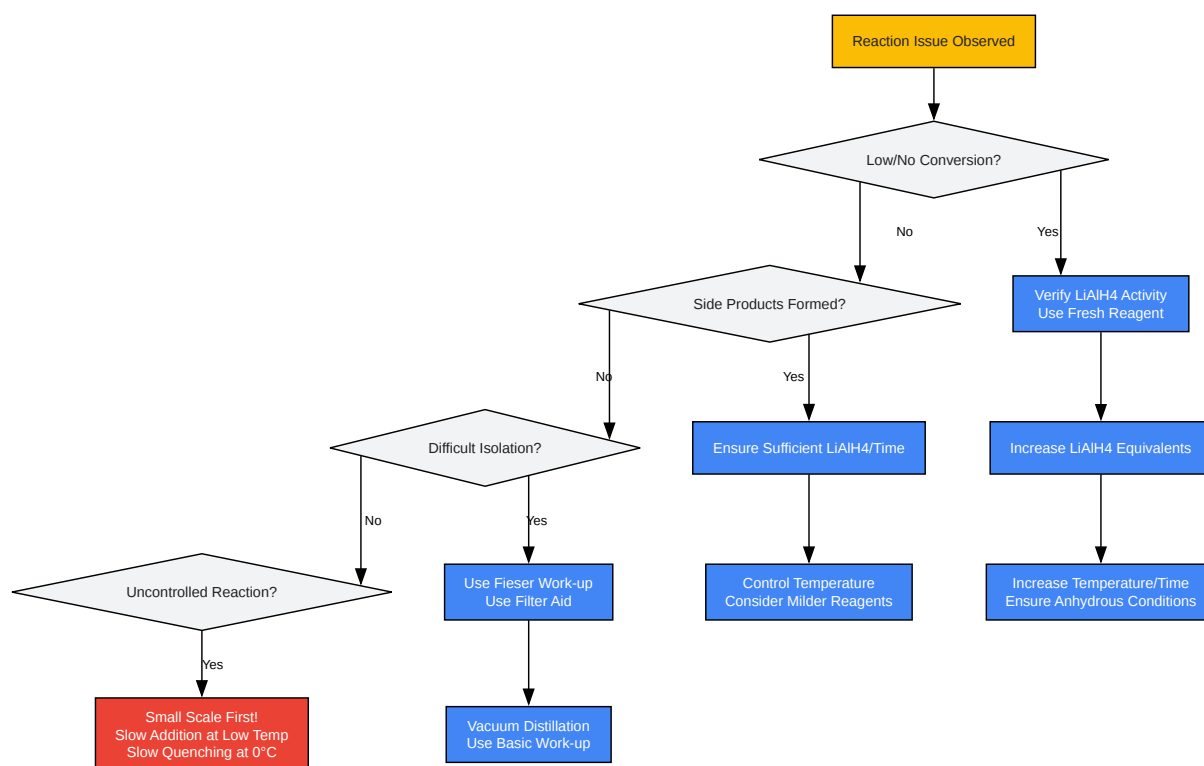 Reaction Issue Observed
Low/No Conversion?
No
Yes
Side Products Formed?
Verify LiAlH4 Activity
Use Fresh Reagent
No
Yes
Difficult Isolation?
Ensure Sufficient LiAlH4/Time
Increase LiAlH4 Equivalents
No
Yes
Uncontrolled Reaction?
Use Fieser Work-up
Use Filter Aid
Control Temperature
Consider Milder Reagents
Increase Temperature/Time
Ensure Anhydrous Conditions
Yes
Small Scale First!
Slow Addition at Low Temp
Slow Quenching at 0°C
Vacuum Distillation
Use Basic Work-up